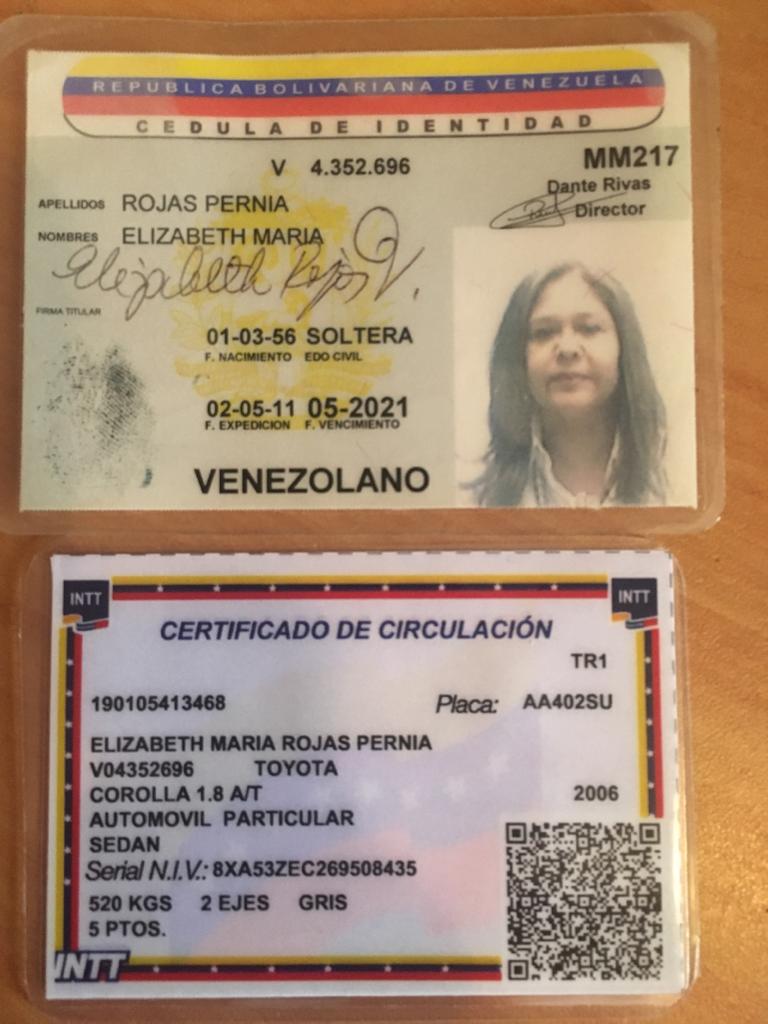 REPUBLICA BOLIVARIANA DE VENEZUELA
CEDULA DE IDENTIDAD
V 4.352.696
MM217
Dante Rivas
Director
APELLIDOS ROJAS PERNIA
NOMBRES ELIZABETH MARIA
Elizabeth Rojas
FIRMA TITULAR
01-03-56 SOLTERA
F. NACIMIENTO EDO CIVIL
02-05-11 05-2021
F. EXPEDICION F. VENCIMIENTO
VENEZOLANO
INTT INTT
CERTIFICADO DE CIRCULACIÓN
TR1
190105413468 Placa: AA402SU
ELIZABETH MARIA ROJAS PERNIA
V04352696 TOYOTA
COROLLA 1.8 A/T 2006
AUTOMOVIL PARTICULAR
SEDAN
Serial N.I.V.: 8XA53ZEC269508435
520 KGS 2 EJES GRIS
5 PTOS.
INTT